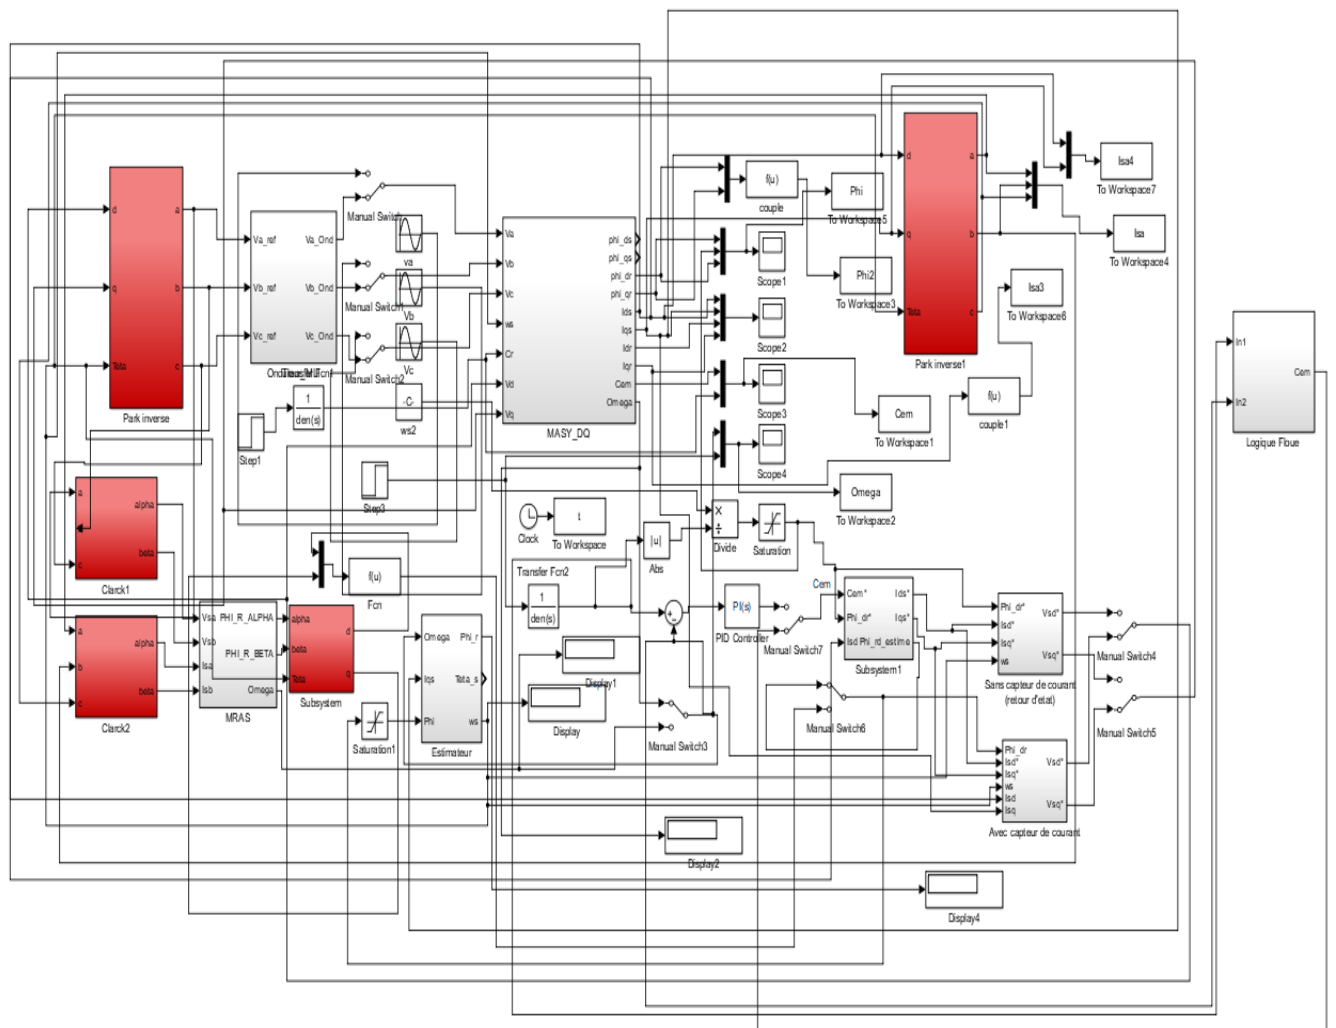 d
q
Teta
a
b
c
Park inverse
Va_ref
Vb_ref
Vc_ref
Va_Ond
Vb_Ond
Vc_Ond
Manual Switch
Manual Switch1
Manual Switch2
va
Vb
Vc
-C-
ws2
Step1
1
den(s)
Step3
Va
Vb
Vc
ws
Cr
Vd
Vq
phi_ds
phi_qs
phi_dr
phi_qr
Ids
Iqs
Idr
Iqr
Cem
Omega
MASY_DQ
f(u)
couple
Scope1
Scope2
Scope3
Scope4
Phi
To Workspace5
Phi2
To Workspace3
Cem
To Workspace1
Omega
To Workspace2
d
q
Teta
a
b
c
Park inverse1
Isa4
To Workspace7
Isa
To Workspace4
Isa3
To Workspace6
f(u)
couple1
In1
In2
Cem
Logique Floue
a
c
alpha
beta
Clarck1
a
b
c
alpha
beta
Clarck2
Vsa
Vsb
Isa
Isb
PHI_R_ALPHA
PHI_R_BETA
Omega
MRAS
alpha
beta
Teta
d
q
Subsystem
f(u)
Fcn
Saturation1
Omega
Iqs
Phi
Phi_r
Teta_s
ws
Estimateur
Clock
t
To Workspace
Transfer Fcn2
1
den(s)
|u|
Abs
×
÷
Divide
Saturation
Display1
Display
Display2
Display4
Manual Switch3
PI(s)
PID Controller
Manual Switch7
Manual Switch6
Cem
Cem*
Phi_dr*
Isd
Ids*
Iqs*
Phi_rd_estime
Subsystem1
Phi_dr*
Isd*
Isq*
ws
Vsd*
Vsq*
Sans capteur de courant
(retour d'etat)
Manual Switch4
Manual Switch5
Phi_dr
Isd*
Isq*
ws
Isd
Isq
Vsd*
Vsq*
Avec capteur de courant